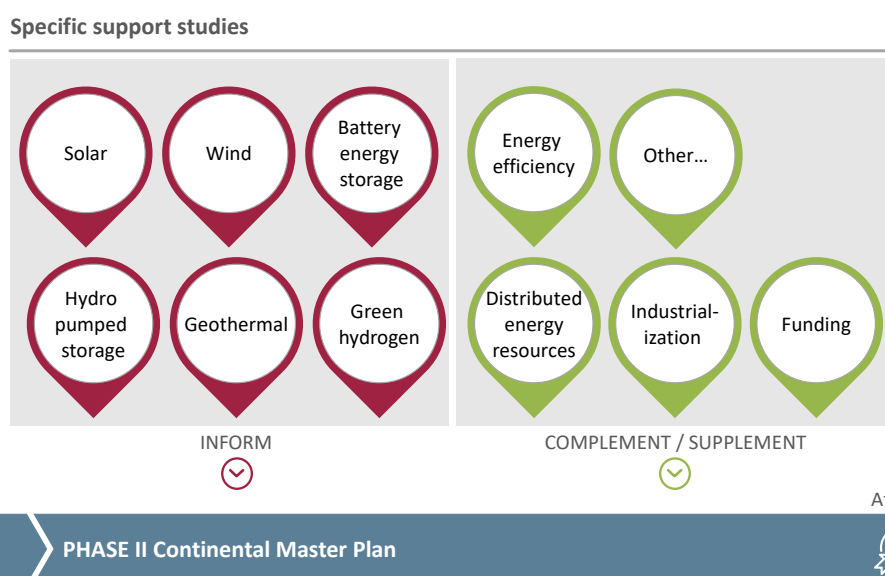 Specific support studies
Solar
Wind
Battery
energy
storage
Energy
efficiency
Other...
Hydro
pumped
storage
Geothermal
Green
hydrogen
Distributed
energy
resources
Industrial-
ization
Funding
INFORM
COMPLEMENT / SUPPLEMENT
PHASE II Continental Master Plan